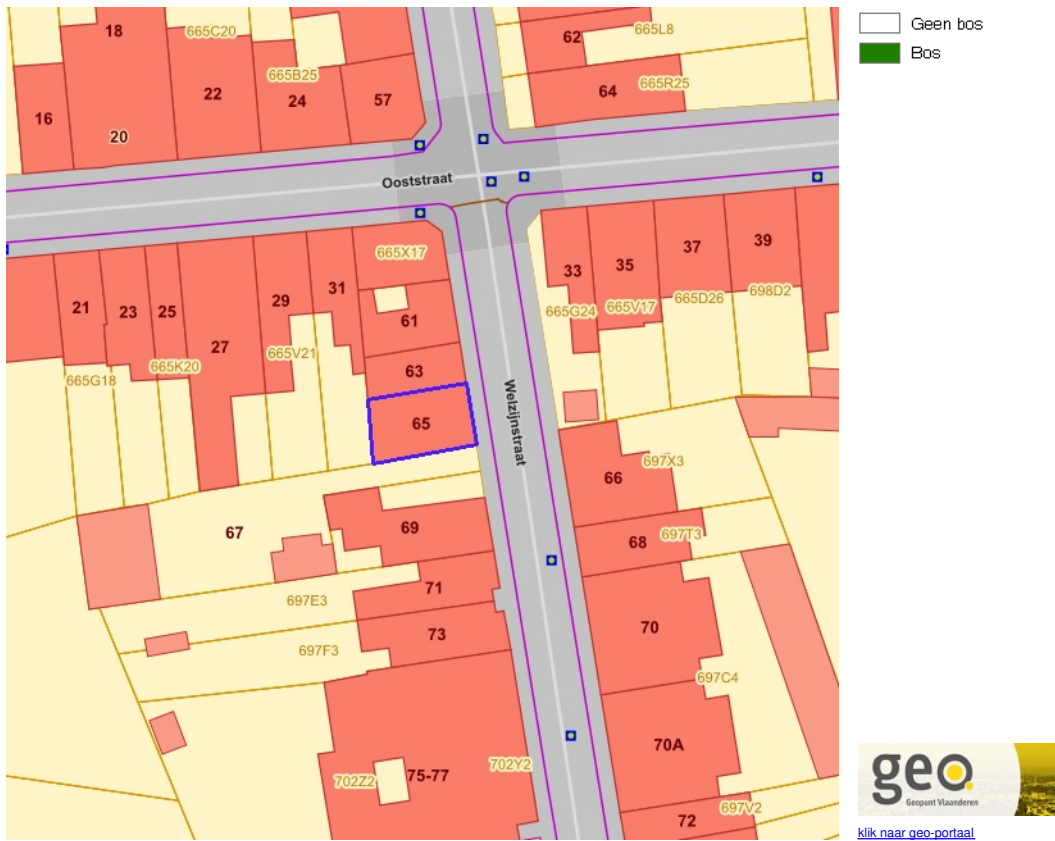 18
665C20
62
665L8
Geen bos
Bos
665B25
22
24
57
64
665R25
16
20
Ooststraat
665X17
37
39
33
35
31
29
21
23
25
61
665G24
665V17
665D26
698D2
27
665V21
665K20
665G18
63
65
Welzijnstraat
66
697X3
67
69
68
697T3
71
697E3
73
70
697F3
697C4
70A
702Z2
75-77
702Y2
697V2
72
geo
Geopunt Vlaanderen
klik naar geo-portaal